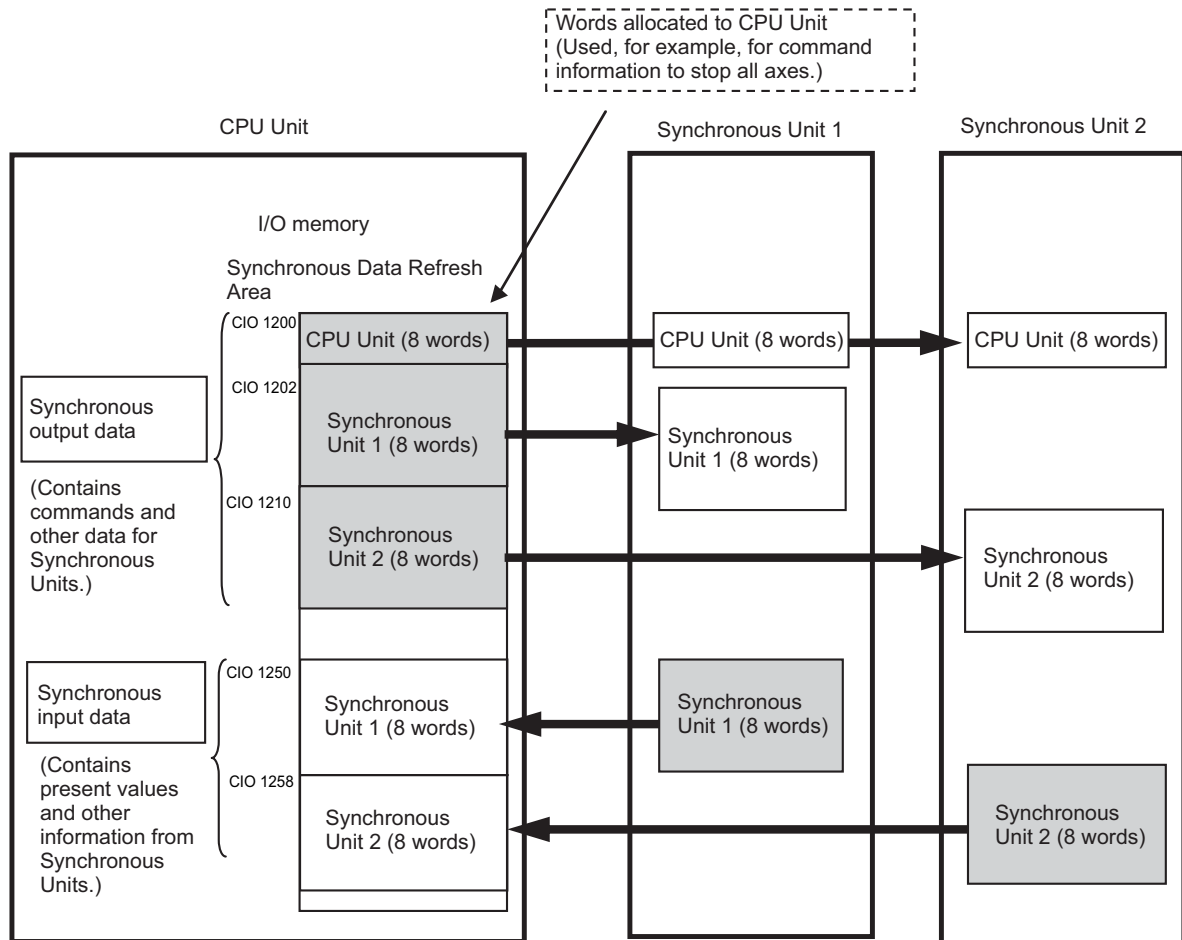 Words allocated to CPU Unit
(Used, for example, for command
information to stop all axes.)
CPU Unit
Synchronous Unit 1
Synchronous Unit 2
I/O memory
Synchronous Data Refresh
Area
CIO 1200
CPU Unit (8 words)
CPU Unit (8 words)
CPU Unit (8 words)
CIO 1202
Synchronous
output data
Synchronous
Unit 1 (8 words)
Synchronous
Unit 1 (8 words)
(Contains
commands and
other data for
Synchronous
Units.)
CIO 1210
Synchronous
Unit 2 (8 words)
Synchronous
Unit 2 (8 words)
CIO 1250
Synchronous
input data
Synchronous
Unit 1 (8 words)
Synchronous
Unit 1 (8 words)
(Contains
present values
and other
information from
Synchronous
Units.)
CIO 1258
Synchronous
Unit 2 (8 words)
Synchronous
Unit 2 (8 words)